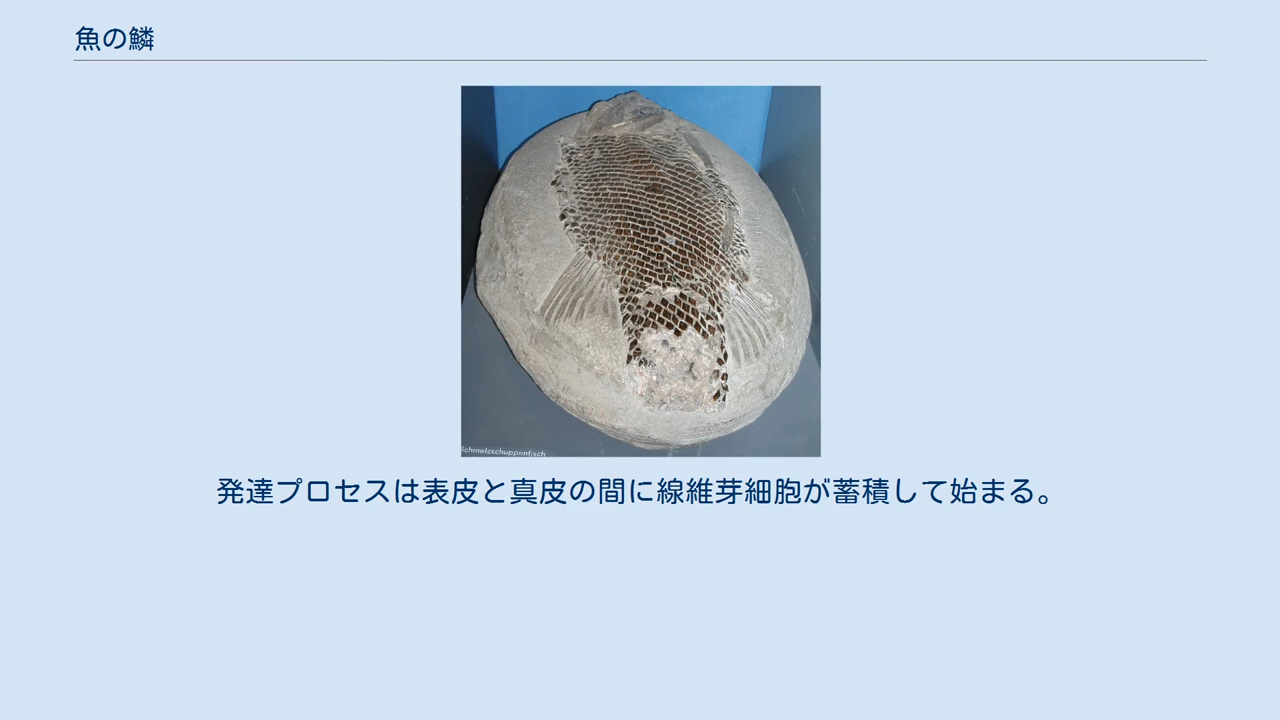 魚の鱗
Schmelzschuppenfisch
発達プロセスは表皮と真皮の間に線維芽細胞が蓄積して始まる。